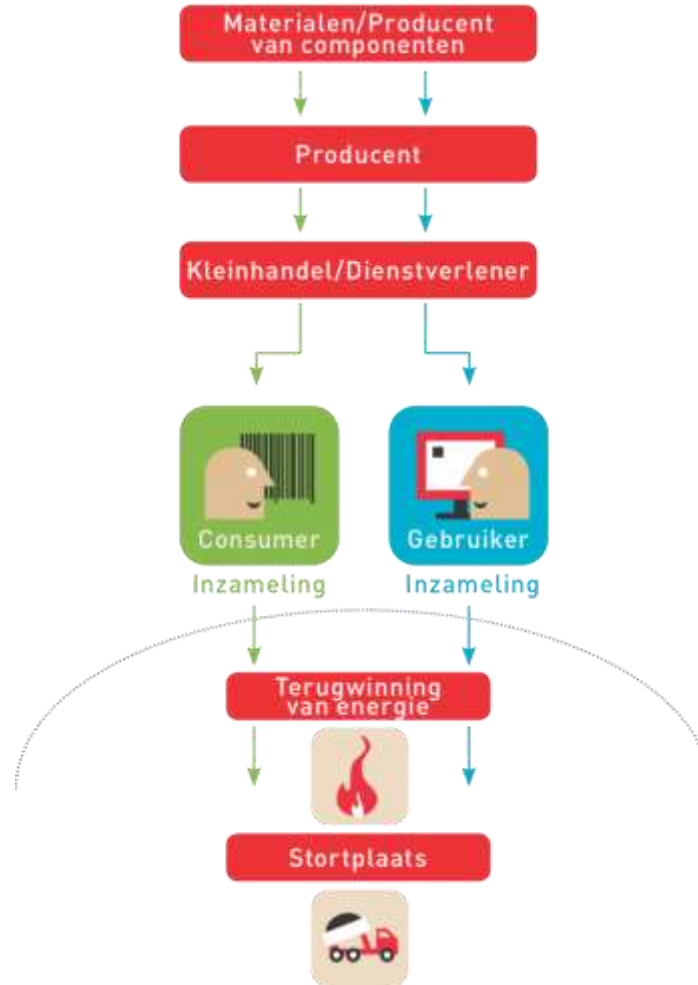 Materialen/Producent
van componenten
Producent
Kleinhandel/Dienstverlener
Consumer
Gebruiker
Inzameling
Inzameling
Terugwinning
van energie
Stortplaats